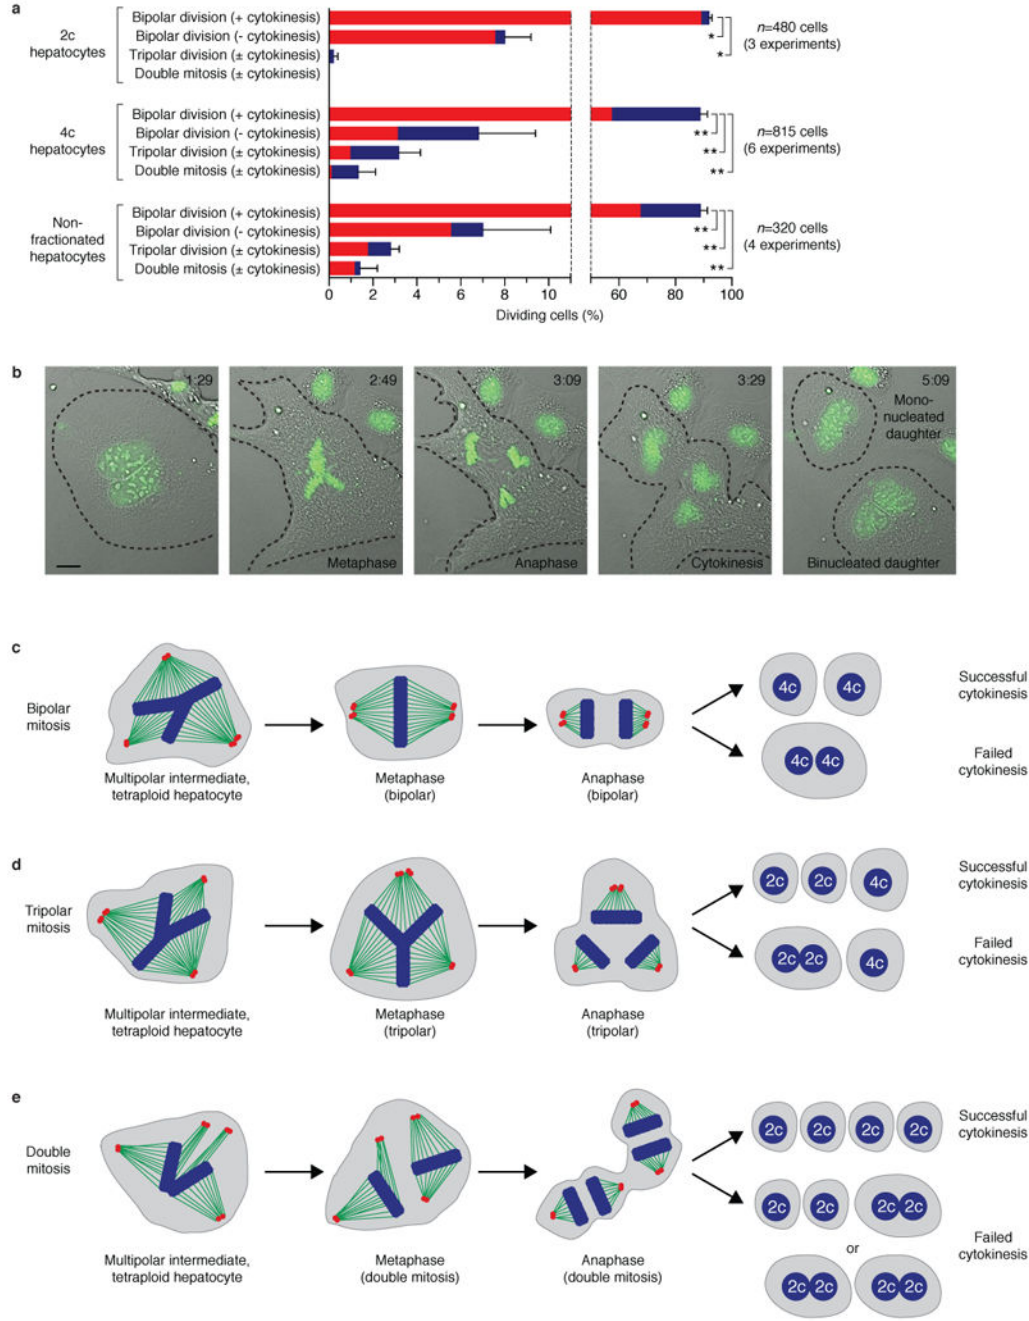 a
2c
hepatocytes
Bipolar division (+ cytokinesis)
Bipolar division (- cytokinesis)
Tripolar division (± cytokinesis)
Double mitosis (± cytokinesis)
*
*
n=480 cells
(3 experiments)
4c
hepatocytes
Bipolar division (+ cytokinesis)
Bipolar division (- cytokinesis)
Tripolar division (± cytokinesis)
Double mitosis (± cytokinesis)
**
**
**
n=815 cells
(6 experiments)
Non-
fractionated
hepatocytes
Bipolar division (+ cytokinesis)
Bipolar division (- cytokinesis)
Tripolar division (± cytokinesis)
Double mitosis (± cytokinesis)
**
**
**
n=320 cells
(4 experiments)
0 2 4 6 8 10 60 80 100
Dividing cells (%)
b
1:29
2:49
Metaphase
3:09
Anaphase
3:29
Cytokinesis
5:09
Mono-
nucleated
daughter
Binucleated daughter
c
Bipolar
mitosis
Multipolar intermediate,
tetraploid hepatocyte
Metaphase
(bipolar)
Anaphase
(bipolar)
4c 4c
Successful
cytokinesis
4c 4c
Failed
cytokinesis
d
Tripolar
mitosis
Multipolar intermediate,
tetraploid hepatocyte
Metaphase
(tripolar)
Anaphase
(tripolar)
2c 2c 4c
Successful
cytokinesis
2c 2c 4c
Failed
cytokinesis
e
Double
mitosis
Multipolar intermediate,
tetraploid hepatocyte
Metaphase
(double mitosis)
Anaphase
(double mitosis)
2c 2c 2c 2c
Successful
cytokinesis
2c 2c 2c 2c
or
2c 2c 2c 2c
Failed
cytokinesis